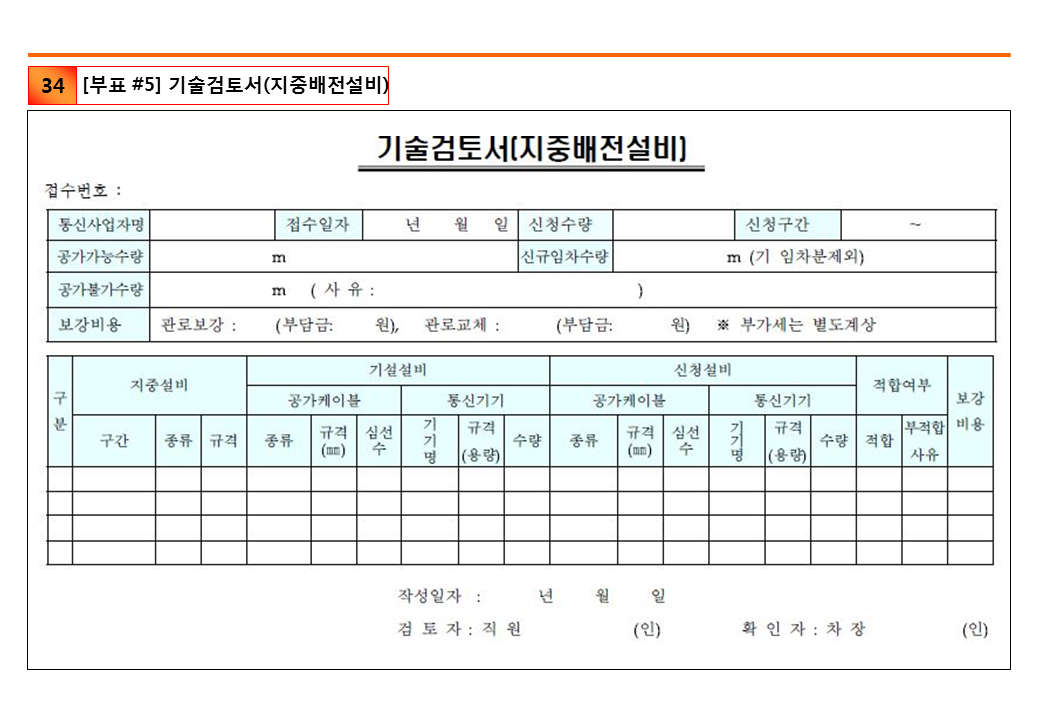 34 [부표 #5] 기술검토서(지중배전설비)
기술검토서(지중배전설비)
접수번호 :
통신사업자명 접수일자 년 월 일 신청수량 신청구간 ~
공가가능수량 m 신규임차수량 m (기 임차분제외)
공가불가수량 m ( 사 유 : )
보강비용 관로보강 : (부담금: 원), 관로교체 : (부담금: 원) ※ 부가세는 별도계상
구분 지중설비 기설설비 신청설비 적합여부 보강비용
공가케이블 통신기기 공가케이블 통신기기
구간 종류 규격 종류 규격(㎜) 심선수 기기명 규격(용량) 수량 종류 규격(㎜) 심선수 기기명 규격(용량) 수량 적합 부적합사유
작성일자 : 년 월 일
검 토 자 : 직 원 (인) 확 인 자 : 차 장 (인)